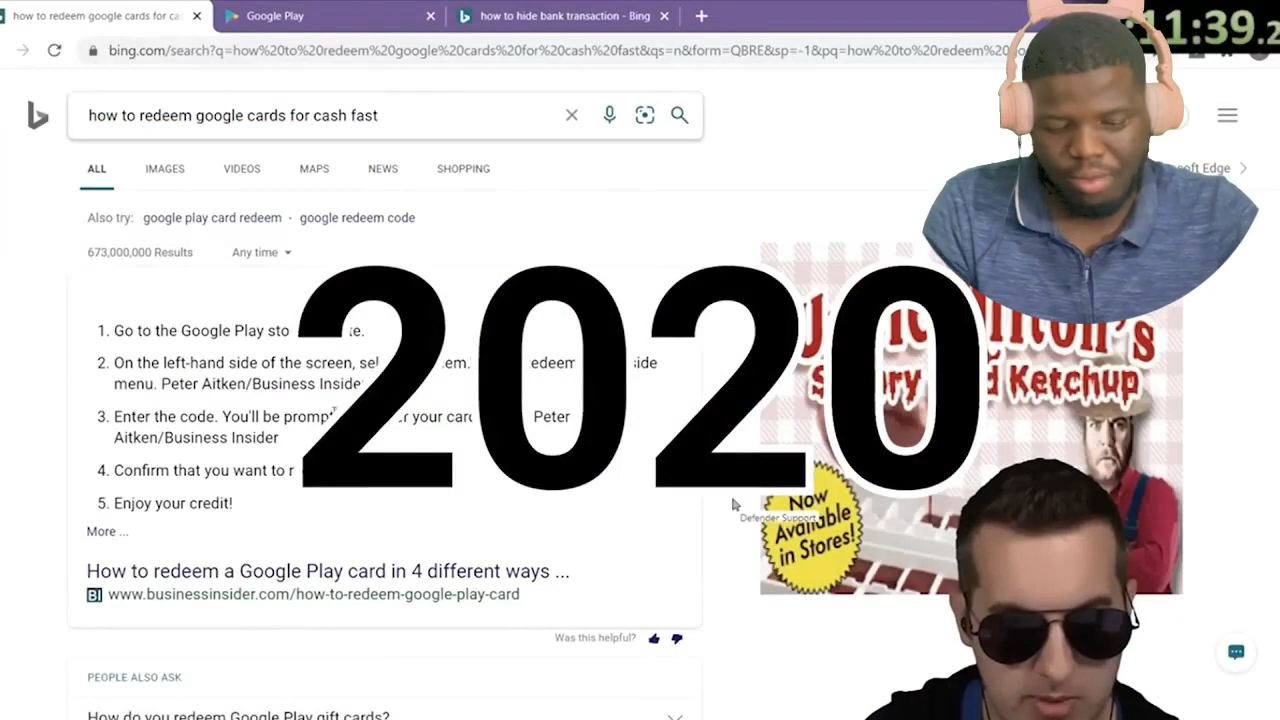 how to redeem google cards for ca
Google Play
how to hide bank transaction - Bing
11:39.2
bing.com/search?q=how%20to%20redeem%20google%20cards%20for%20cash%20fast&qs=n&form=QBRE&sp=-1&pq=how%20to%20redeem%20
how to redeem google cards for cash fast
ALL IMAGES VIDEOS MAPS NEWS SHOPPING
soft Edge
Also try: google play card redeem · google redeem code
673,000,000 Results Any time
2020
1. Go to the Google Play sto te.
2. On the left-hand side of the screen, sel em. edeem side
menu. Peter Aitken/Business Inside
3. Enter the code. You'll be promp r your card Peter
Aitken/Business Insider
4. Confirm that you want to r
5. Enjoy your credit!
More ...
Ketchup
Now
Available
in Stores!
Defender Support
How to redeem a Google Play card in 4 different ways ...
BI www.businessinsider.com/how-to-redeem-google-play-card
Was this helpful?
PEOPLE ALSO ASK
How do you redeem Google Play gift cards?